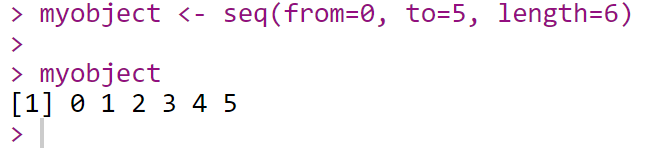 > myobject <- seq(from=0, to=5, length=6)
>
> myobject
[1] 0 1 2 3 4 5
>